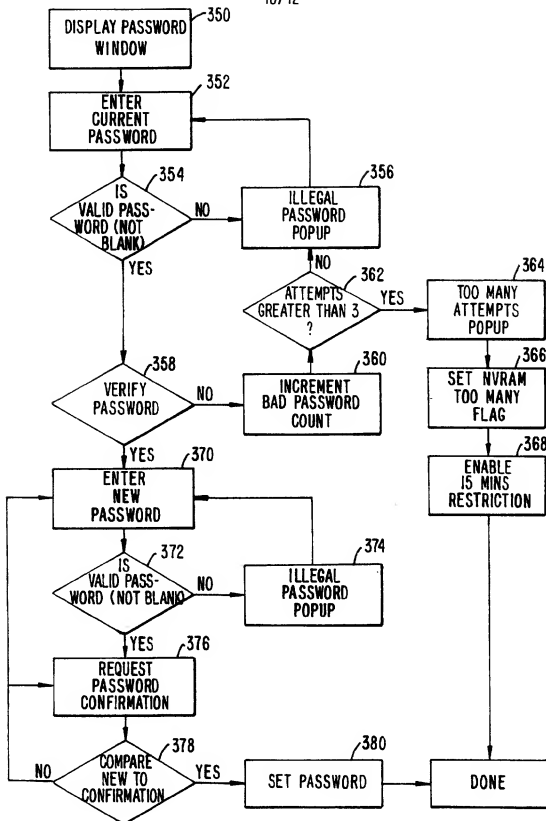 350
DISPLAY PASSWORD
WINDOW
352
ENTER
CURRENT
PASSWORD
354
IS
VALID PASS-
WORD (NOT
BLANK)
NO
YES
356
ILLEGAL
PASSWORD
POPUP
NO
362
ATTEMPTS
GREATER THAN 3
?
YES
364
TOO MANY
ATTEMPTS
POPUP
366
SET NVRAM
TOO MANY
FLAG
368
ENABLE
15 MINS
RESTRICTION
358
VERIFY
PASSWORD
NO
YES
360
INCREMENT
BAD PASSWORD
COUNT
370
ENTER
NEW
PASSWORD
372
IS
VALID PASS-
WORD (NOT BLANK)
NO
YES
374
ILLEGAL
PASSWORD
POPUP
376
REQUEST
PASSWORD
CONFIRMATION
378
COMPARE
NEW TO
CONFIRMATION
NO
YES
380
SET PASSWORD
DONE